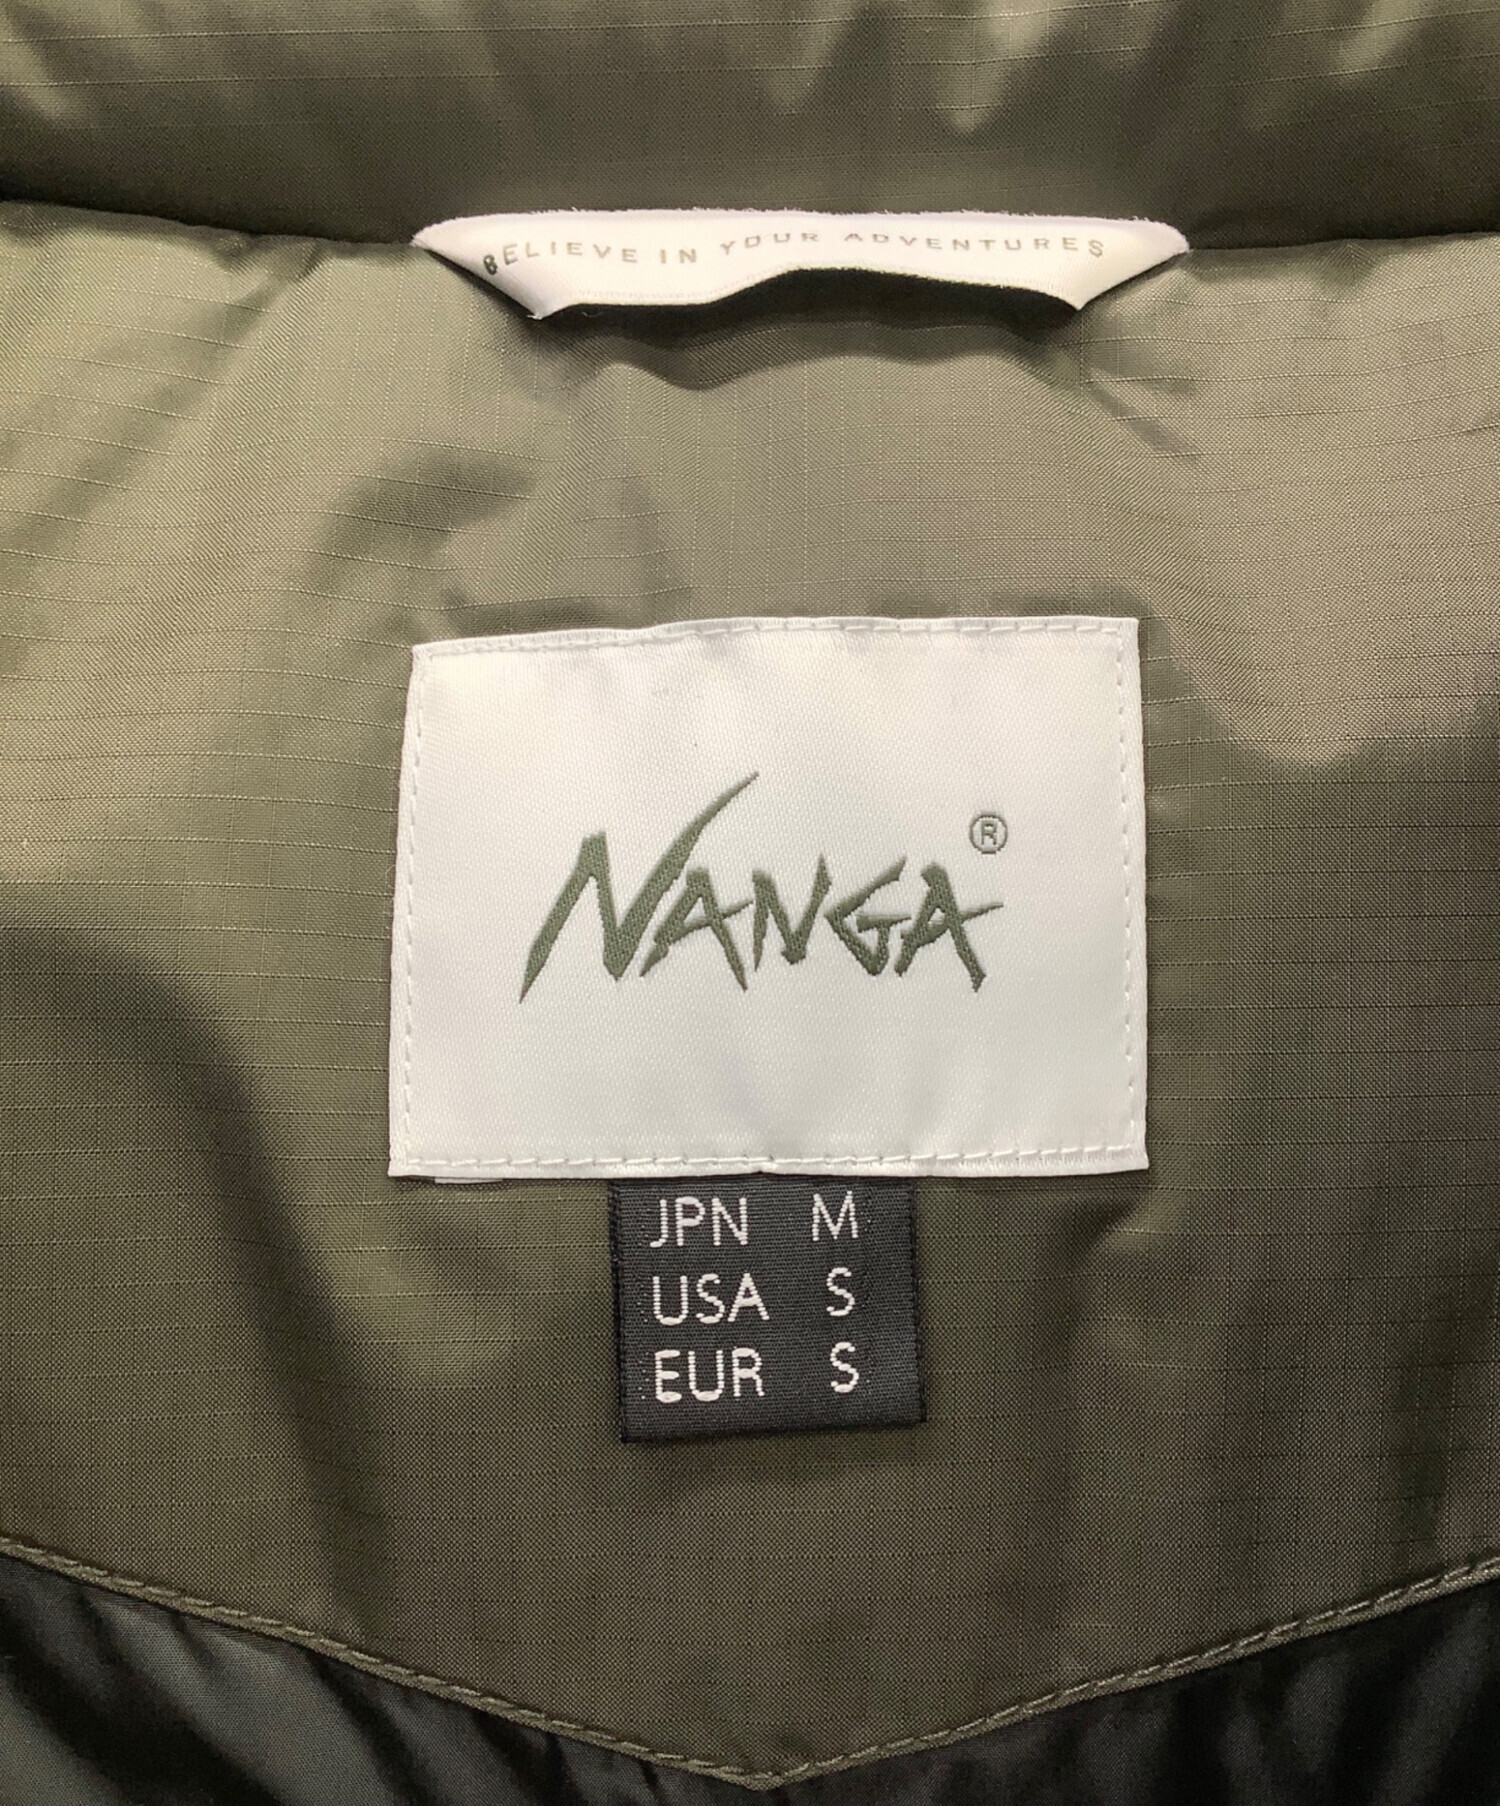 BELIEVE IN YOUR ADVENTURES
NANGA®
JPN M
USA S
EUR S